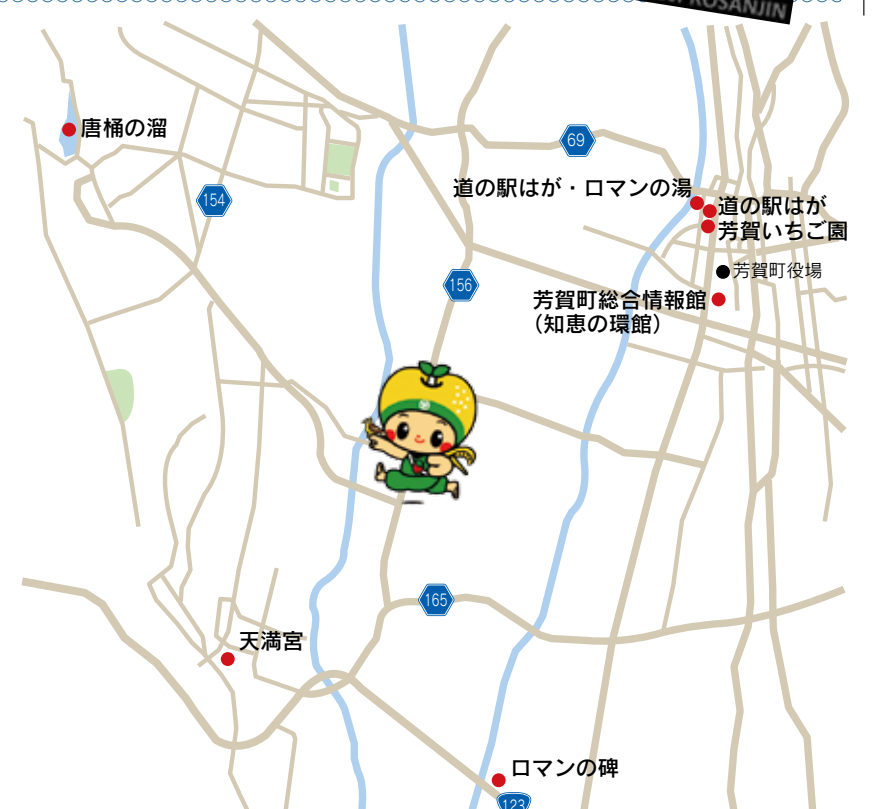 ROSANJIN
唐桶の溜
69
154
道の駅はが・ロマンの湯
道の駅はが
芳賀いちご園
芳賀町役場
156
芳賀町総合情報館
(知恵の環館)
165
天満宮
ロマンの碑
123